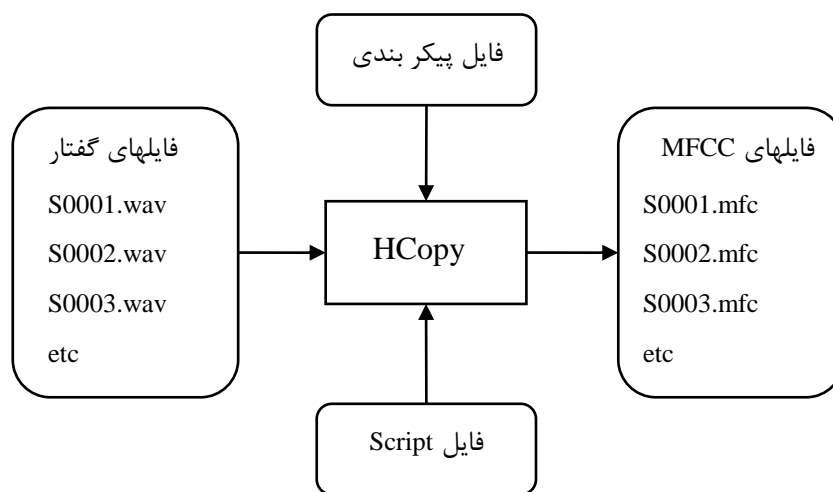 فایل پیکر بندی
فایلهای گفتار
S0001.wav
S0002.wav
S0003.wav
etc
HCopy
فایلهای MFCC
S0001.mfc
S0002.mfc
S0003.mfc
etc
فایل Script